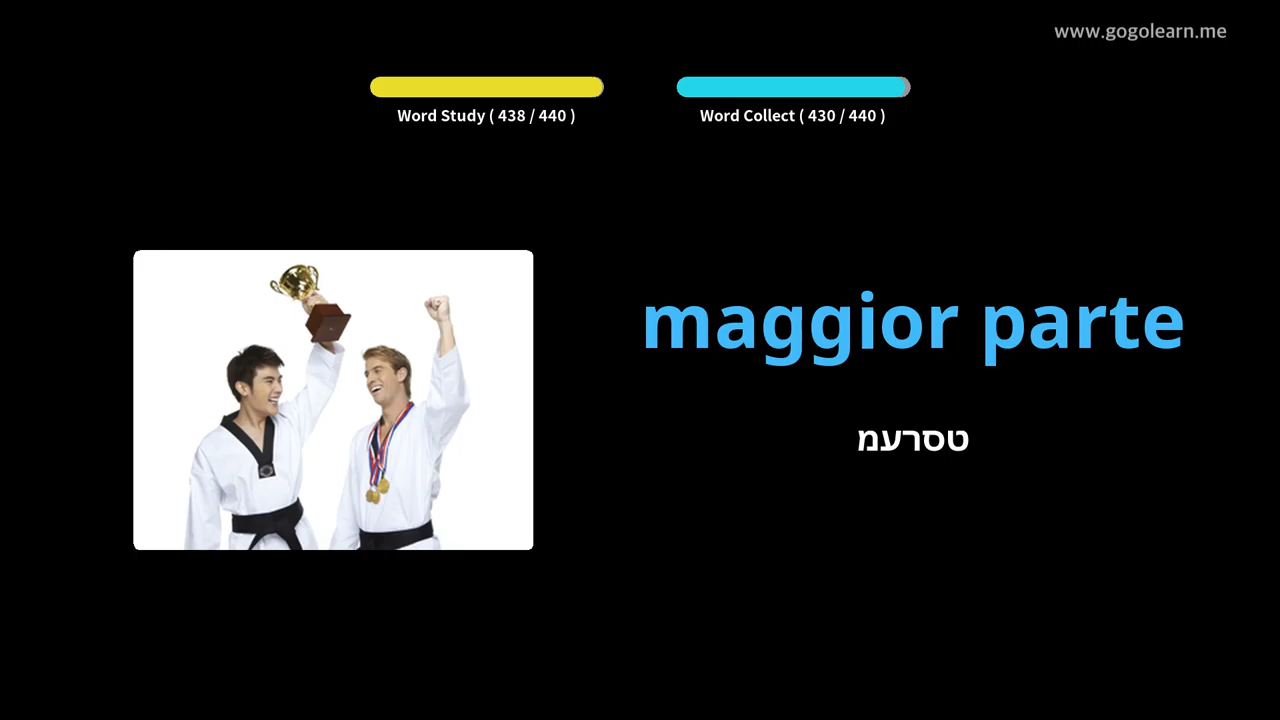 www.gogolearn.me
Word Study ( 438 / 440 )
Word Collect ( 430 / 440 )
maggior parte
טסרעמ